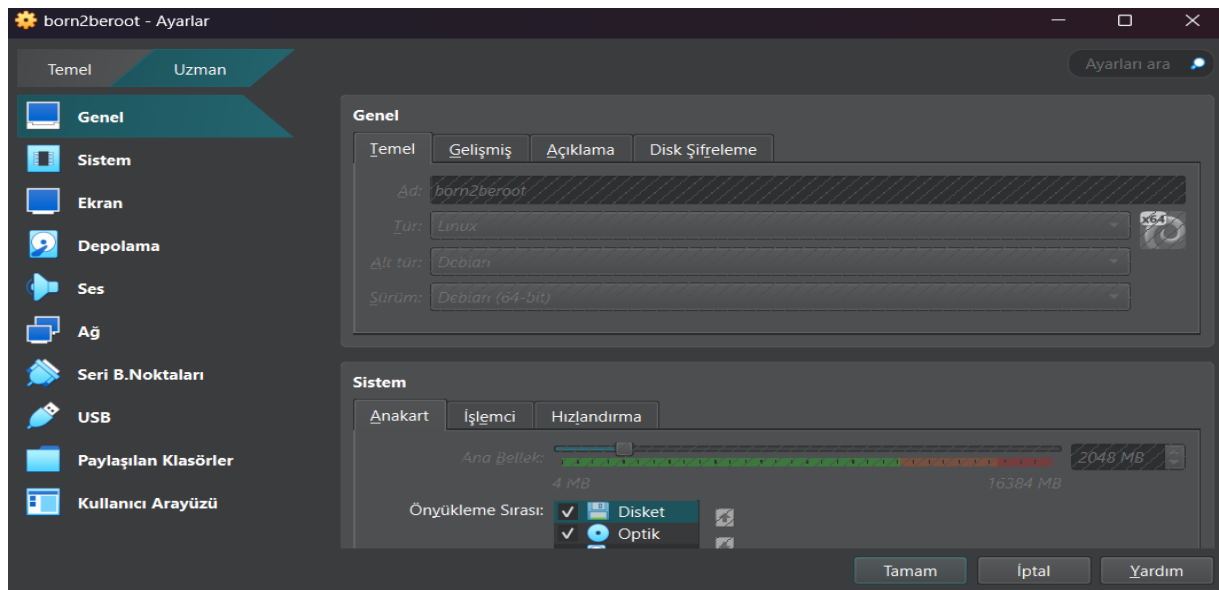 born2beroot - Ayarlar
Temel Uzman
Ayarları ara
Genel
Sistem
Ekran
Depolama
Ses
Ağ
Seri B.Noktaları
USB
Paylaşılan Klasörler
Kullanıcı Arayüzü
Genel
Temel Gelişmiş Açıklama Disk Şifreleme
Ad: born2beroot
Tür: Linux
x64
Alt tür: Debian
Sürüm: Debian (64-bit)
Sistem
Anakart İşlemci Hızlandırma
Ana Bellek: 2048 MB
4 MB 16384 MB
Önyükleme Sırası: Disket
Optik
Tamam İptal Yardım